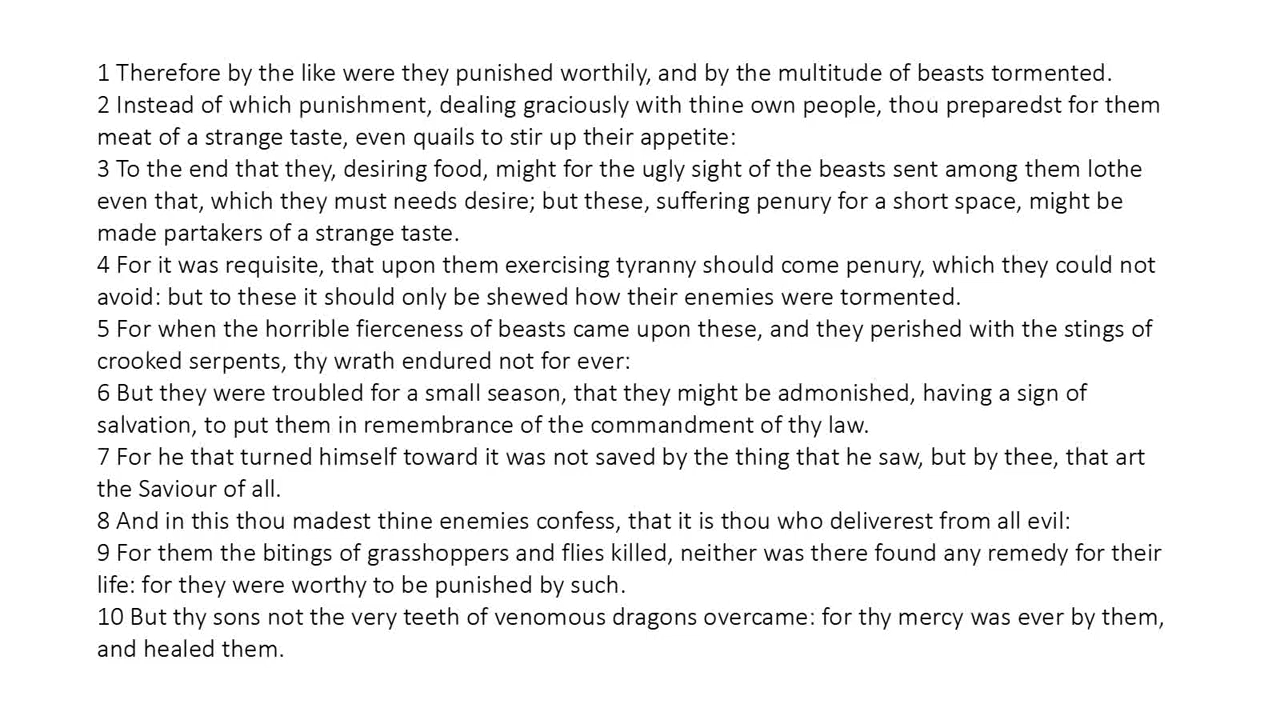 1 Therefore by the like were they punished worthily, and by the multitude of beasts tormented.
2 Instead of which punishment, dealing graciously with thine own people, thou preparedst for them
meat of a strange taste, even quails to stir up their appetite:
3 To the end that they, desiring food, might for the ugly sight of the beasts sent among them lothe
even that, which they must needs desire; but these, suffering penury for a short space, might be
made partakers of a strange taste.
4 For it was requisite, that upon them exercising tyranny should come penury, which they could not
avoid: but to these it should only be shewed how their enemies were tormented.
5 For when the horrible fierceness of beasts came upon these, and they perished with the stings of
crooked serpents, thy wrath endured not for ever:
6 But they were troubled for a small season, that they might be admonished, having a sign of
salvation, to put them in remembrance of the commandment of thy law.
7 For he that turned himself toward it was not saved by the thing that he saw, but by thee, that art
the Saviour of all.
8 And in this thou madest thine enemies confess, that it is thou who deliverest from all evil:
9 For them the bitings of grasshoppers and flies killed, neither was there found any remedy for their
life: for they were worthy to be punished by such.
10 But thy sons not the very teeth of venomous dragons overcame: for thy mercy was ever by them,
and healed them.